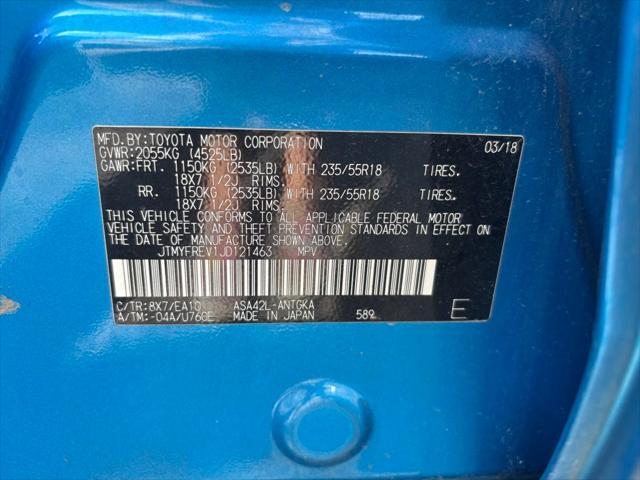 MFD.BY:TOYOTA MOTOR CORPORATION 03/18
GVWR:2055KG (4525LB)
GAWR:FRT. 1150KG (2535LB) WITH 235/55R18 TIRES.
18X7 1/2J RIMS.
RR. 1150KG (2535LB) WITH 235/55R18 TIRES.
18X7 1/2J RIMS.
THIS VEHICLE CONFORMS TO ALL APPLICABLE FEDERAL MOTOR
VEHICLE SAFETY AND THEFT PREVENTION STANDARDS IN EFFECT
ON THE DATE OF MANUFACTURE SHOWN ABOVE.
JTMYFREV1JD121463 MPV
C/TR:8X7/EA10 ASA42L-ANTGKA
A/TM:-04A/U760E MADE IN JAPAN 589 E